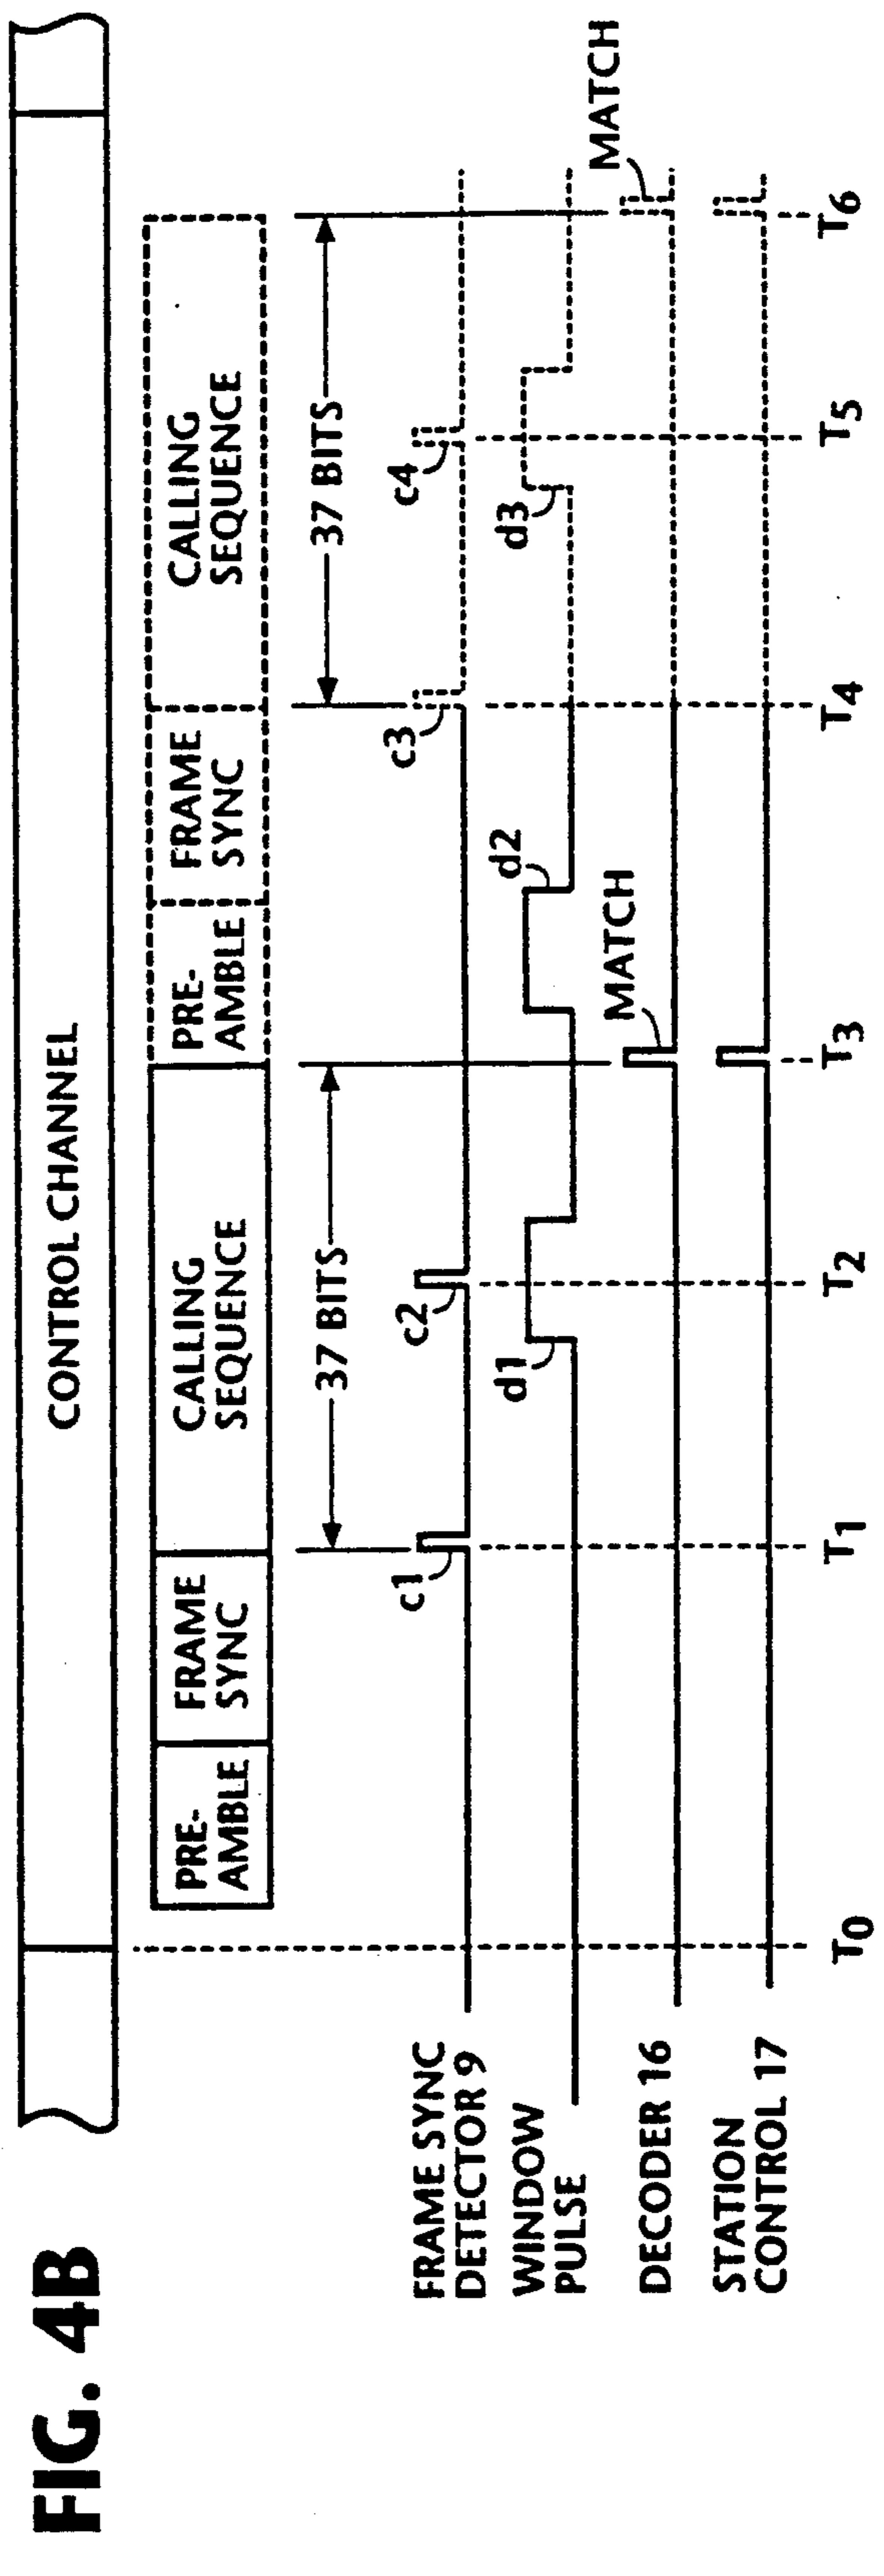 FIG. 4B
CONTROL CHANNEL
PRE-
AMBLE
FRAME
SYNC
CALLING
SEQUENCE
PRE-
AMBLE
FRAME
SYNC
CALLING
SEQUENCE
37 BITS
37 BITS
FRAME SYNC
DETECTOR 9
c1
c2
c3
c4
WINDOW
PULSE
d1
d2
d3
DECODER 16
MATCH
MATCH
STATION
CONTROL 17
T0
T1
T2
T3
T4
T5
T6